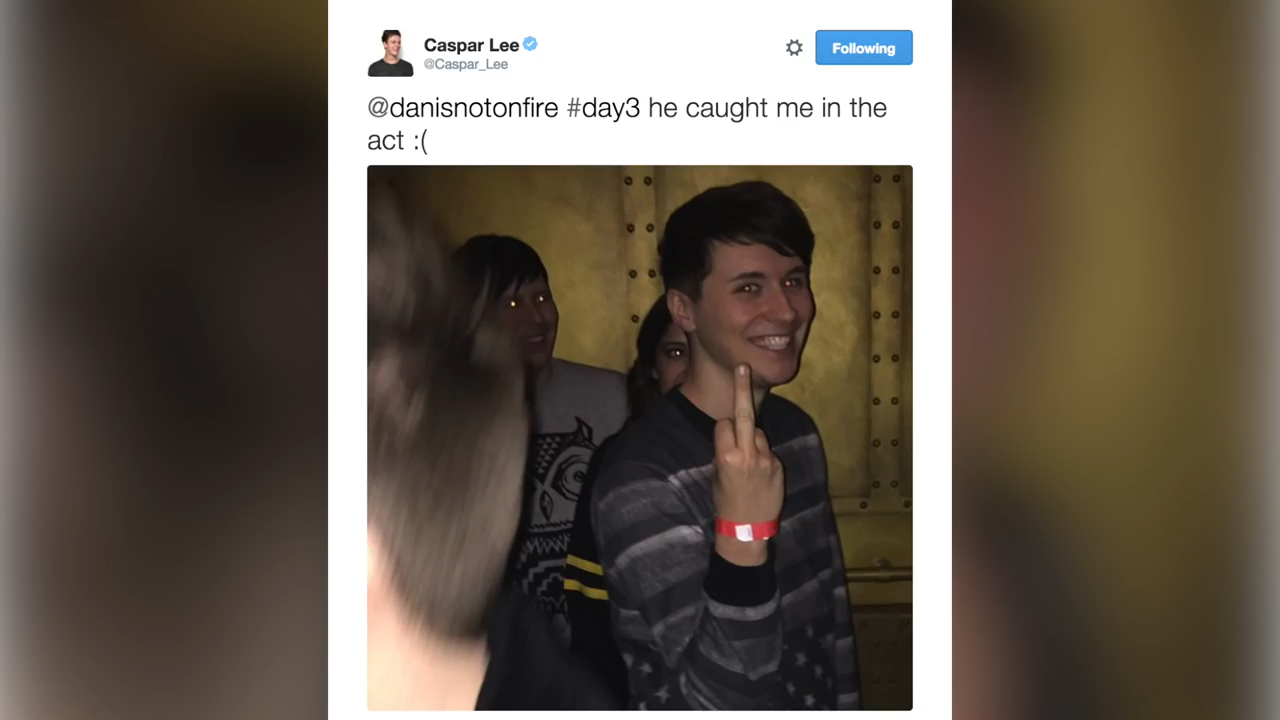 Caspar Lee
@Caspar_Lee
Following
@danisnotonfire #day3 he caught me in the
act :(